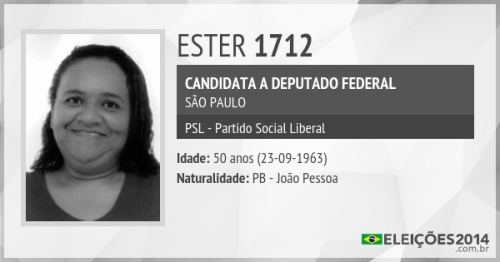 ESTER 1712
CANDIDATA A DEPUTADO FEDERAL
SÃO PAULO
PSL - Partido Social Liberal
Idade: 50 anos (23-09-1963)
Naturalidade: PB - João Pessoa
ELEIÇÕES2014
.com.br